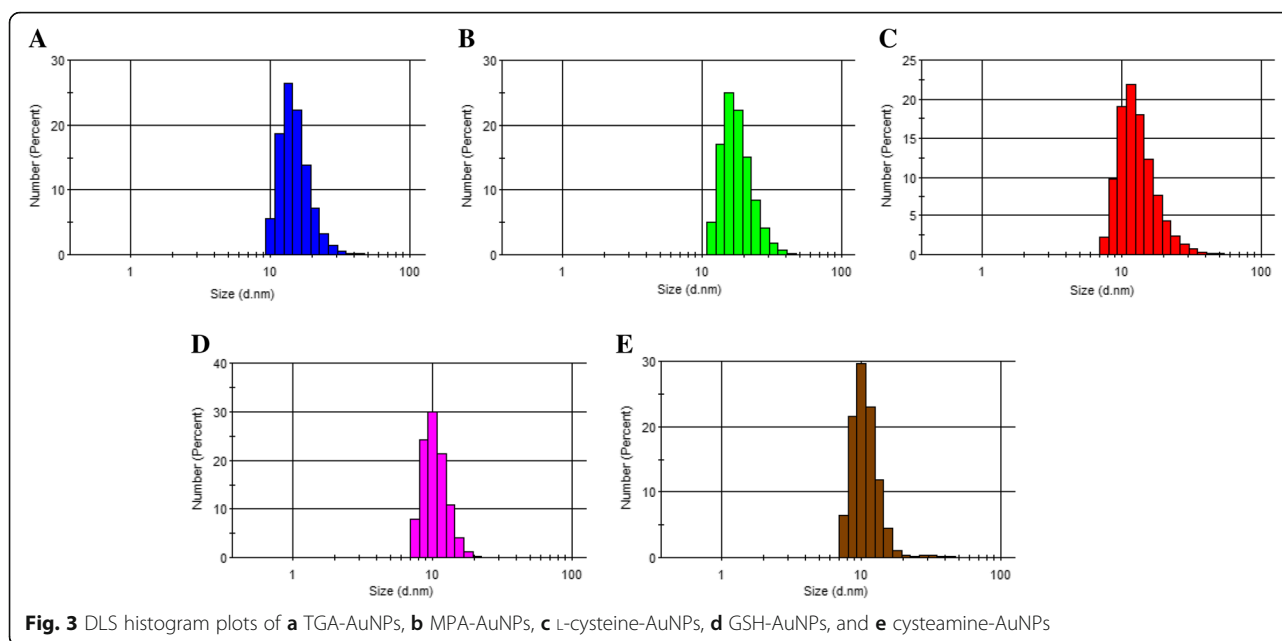 A
B
C
30
20
10
0
Number (Percent)
1
10
100
Size (d.nm)
30
20
10
0
Number (Percent)
1
10
100
Size (d.nm)
25
20
15
10
5
0
Number (Percent)
1
10
100
Size (d.nm)
D
E
40
30
20
10
0
Number (Percent)
1
10
100
Size (d.nm)
30
20
10
0
Number (Percent)
1
10
100
Size (d.nm)
Fig. 3 DLS histogram plots of a TGA-AuNPs, b MPA-AuNPs, c L-cysteine-AuNPs, d GSH-AuNPs, and e cysteamine-AuNPs